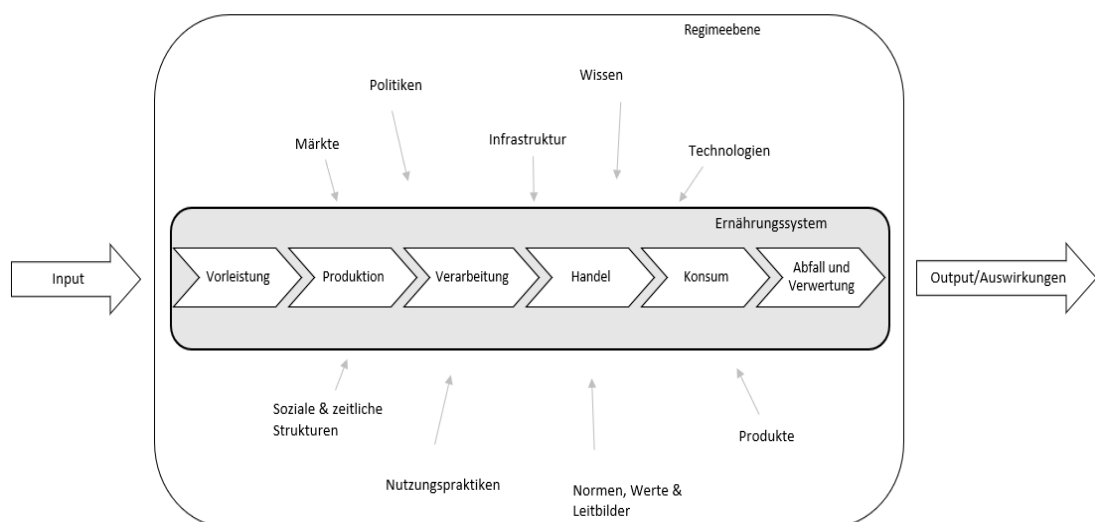 Regimeebene
Wissen
Politiken
Infrastruktur
Märkte
Technologien
Ernährungssystem
Input
Vorleistung
Produktion
Verarbeitung
Handel
Konsum
Abfall und
Verwertung
Output/Auswirkungen
Soziale & zeitliche
Strukturen
Produkte
Nutzungspraktiken
Normen, Werte &
Leitbilder